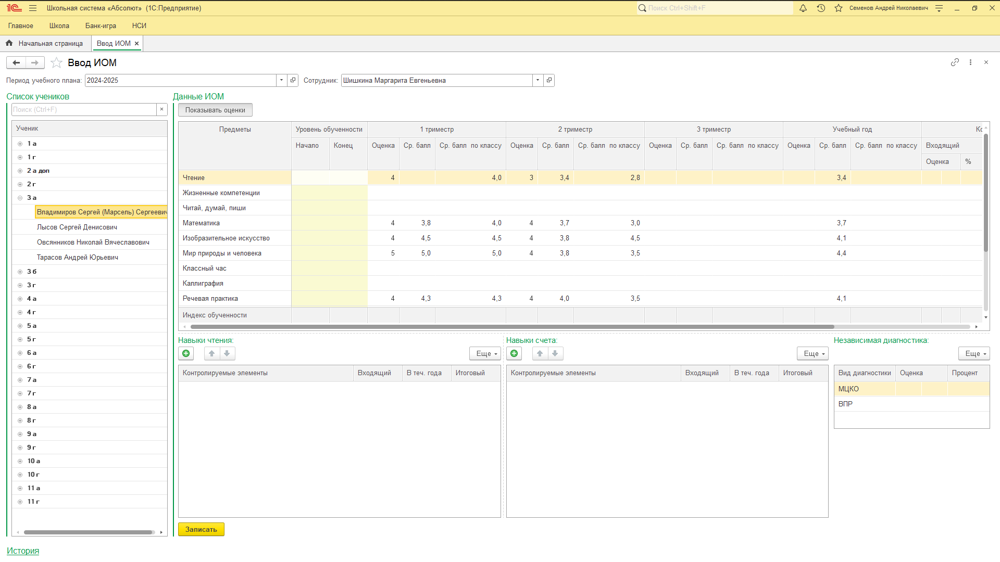 1С Школьная система «Абсолют» (1С:Предприятие) Поиск Ctrl+Shift+F Семенов Андрей Николаевич
Главное Школа Банк-игра НСИ
Начальная страница Ввод ИОМ
Ввод ИОМ
Период учебного плана: 2024-2025 Сотрудник: Шишкина Маргарита Евгеньевна
Список учеников
Поиск (Ctrl+F)
Ученик
1 а
1 г
2 а доп
2 г
3 а
Владимиров Сергей (Марсель) Сергеевич
Лысов Сергей Денисович
Овсянников Николай Вячеславович
Тарасов Андрей Юрьевич
3 б
3 г
4 а
4 г
5 а
5 г
6 а
6 г
7 а
7 г
8 а
8 г
9 а
9 г
10 а
10 г
11 а
11 г
Данные ИОМ
Показывать оценки
Предметы Уровень обученности 1 триместр 2 триместр 3 триместр Учебный год Кс
Начало Конец Оценка Ср. балл Ср. балл по классу Оценка Ср. балл Ср. балл по классу Оценка Ср. балл Ср. балл по классу Оценка Ср. балл Ср. балл по классу Входящий
Оценка %
Чтение 4 4,0 3 3,4 2,8 3,4
Жизненные компетенции
Читай, думай, пиши
Математика 4 3,8 4,0 4 3,7 3,0 3,7
Изобразительное искусство 4 4,5 4,5 4 3,8 4,5 4,1
Мир природы и человека 5 5,0 5,0 4 3,8 3,5 4,4
Классный час
Каллиграфия
Речевая практика 4 4,3 4,3 4 4,0 3,5 4,1
Индекс обученности
Навыки чтения:
Еще
Контролируемые элементы Входящий В теч. года Итоговый
Навыки счета:
Еще
Контролируемые элементы Входящий В теч. года Итоговый
Независимая диагностика:
Еще
Вид диагностики Оценка Процент
МЦКО
ВПР
Записать
История